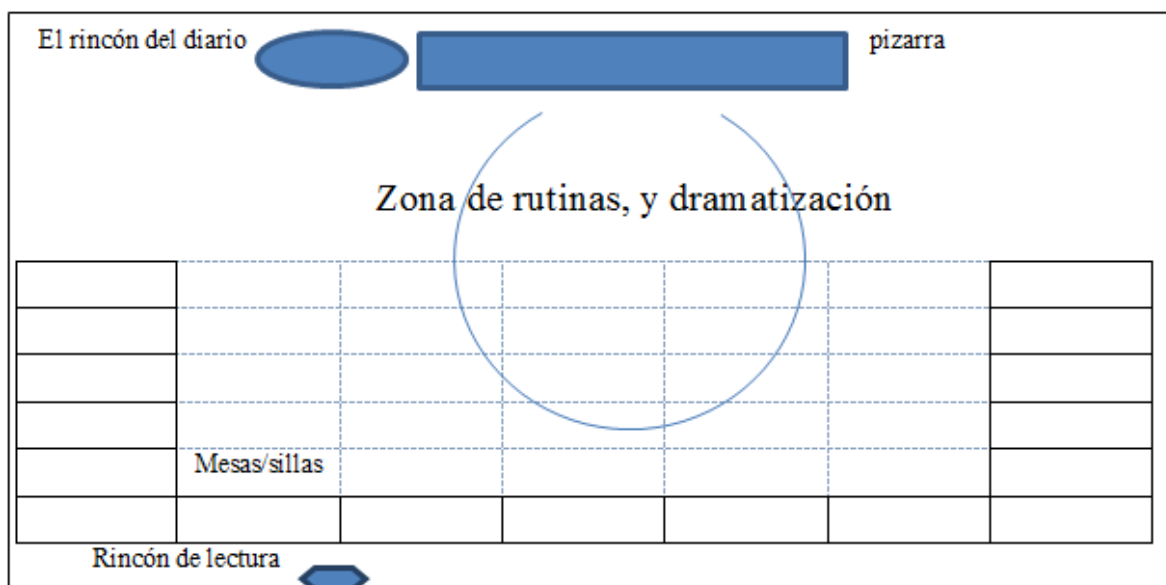 El rincón del diario
pizarra
Zona de rutinas, y dramatización
Mesas/sillas
Rincón de lectura